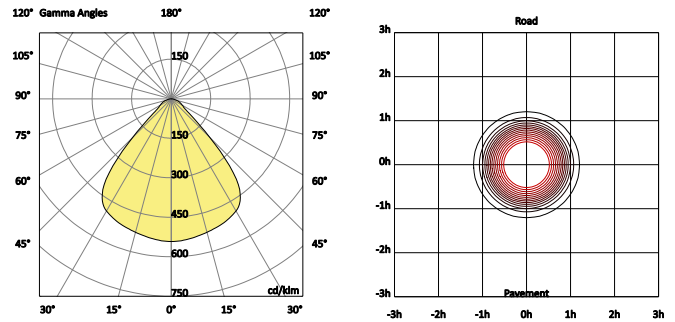 120° Gamma Angles 180° 120°
105° 150 105°
90° 90°
75° 150 75°
60° 300 60°
45° 450 45°
600
750 cd/klm
30° 15° 0° 15° 30°
Road
3h
2h
1h
0h
-1h
-2h
-3h Pavement
-3h -2h -1h 0h 1h 2h 3h